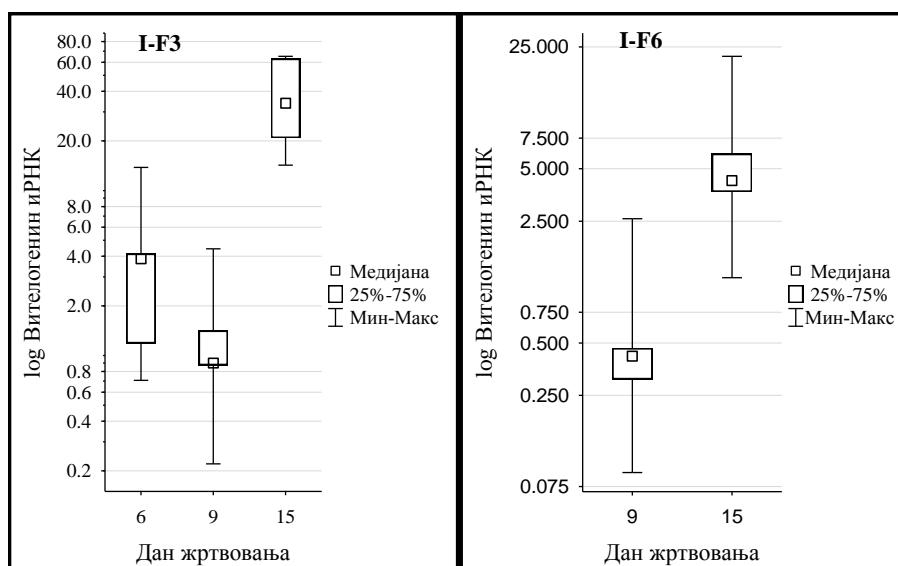 I-F3
80.0
60.0
40.0
20.0
8.0
6.0
4.0
2.0
0.8
0.6
0.4
0.2
log Вителогенин иРНК
6 9 15
Дан жртвовања
Медијана
25%-75%
Мин-Макс
I-F6
25.000
7.500
5.000
2.500
0.750
0.500
0.250
0.075
log Вителогенин иРНК
9 15
Дан жртвовања
Медијана
25%-75%
Мин-Макс